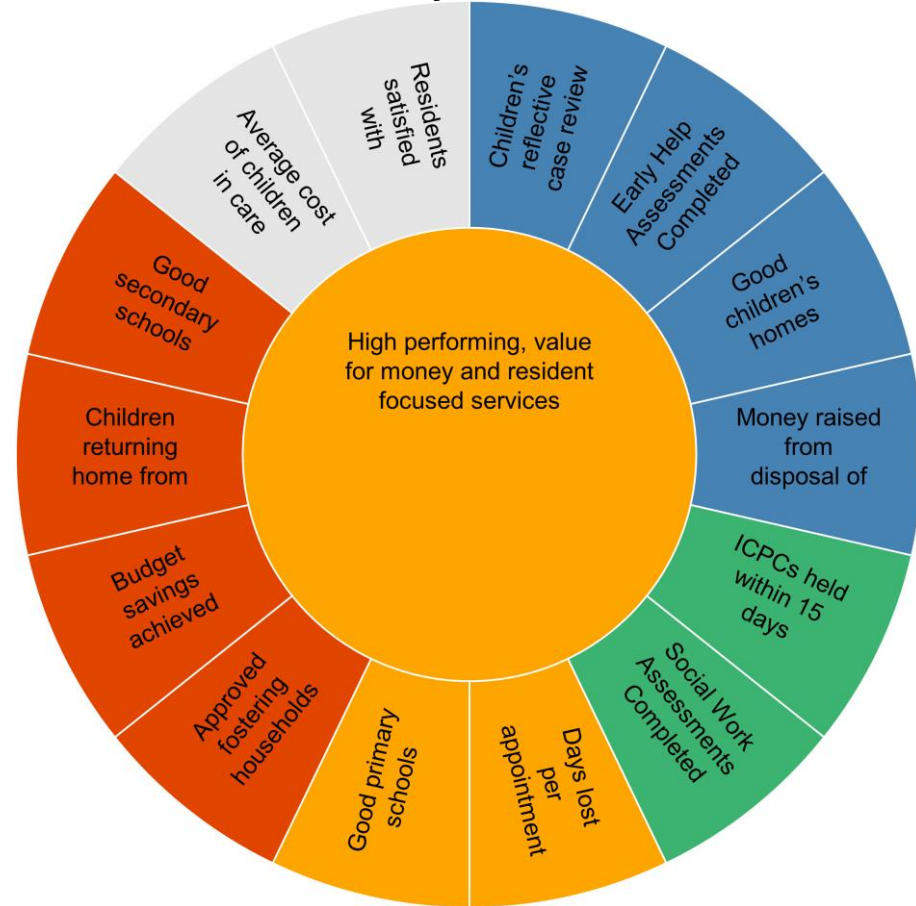 High performing, value
for money and resident
focused services
Children's
reflective
case review
Early Help
Assessments
Completed
Good
children's
homes
Money raised
from
disposal of
ICPCs held
within 15
days
Social Work
Assessments
Completed
Days lost
per
appointment
Good primary
schools
Approved
fostering
households
Budget
savings
achieved
Children
returning
home from
Good
secondary
schools
Average cost
of children
in care
Residents
satisfied
with